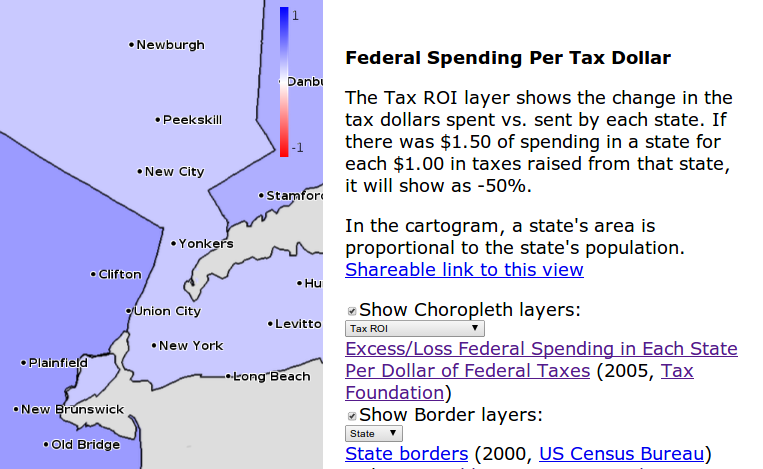 1
Newburgh
Peekskill
-1
New City
Stamford
Yonkers
Clifton
Union City
New York
Plainfield
Long Beach
New Brunswick
Old Bridge
Federal Spending Per Tax Dollar
The Tax ROI layer shows the change in the
tax dollars spent vs. sent by each state. If
there was $1.50 of spending in a state for
each $1.00 in taxes raised from that state,
it will show as -50%.
In the cartogram, a state's area is
proportional to the state's population.
Shareable link to this view
Show Choropleth layers:
Tax ROI
Excess/Loss Federal Spending in Each State
Per Dollar of Federal Taxes (2005, Tax
Foundation)
Show Border layers:
State
State borders (2000, US Census Bureau)